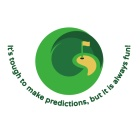 It's tough to make predictions, but it is always fun!